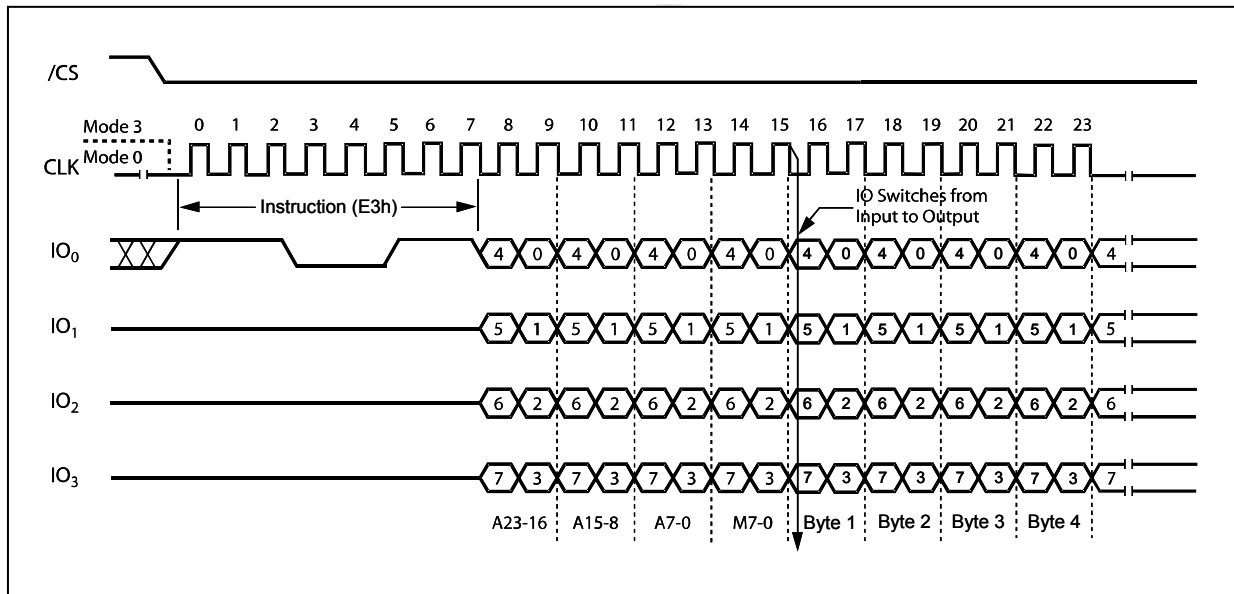 /CS
Mode 3
0 1 2 3 4 5 6 7 8 9 10 11 12 13 14 15 16 17 18 19 20 21 22 23
Mode 0
CLK
Instruction (E3h)
IO Switches from
Input to Output
IO0 4 0 4 0 4 0 4 0 4 0 4 0 4 0 4 0 4
IO1 5 1 5 1 5 1 5 1 5 1 5 1 5 1 5 1 5
IO2 6 2 6 2 6 2 6 2 6 2 6 2 6 2 6 2 6
IO3 7 3 7 3 7 3 7 3 7 3 7 3 7 3 7 3 7
A23-16 A15-8 A7-0 M7-0 Byte 1 Byte 2 Byte 3 Byte 4